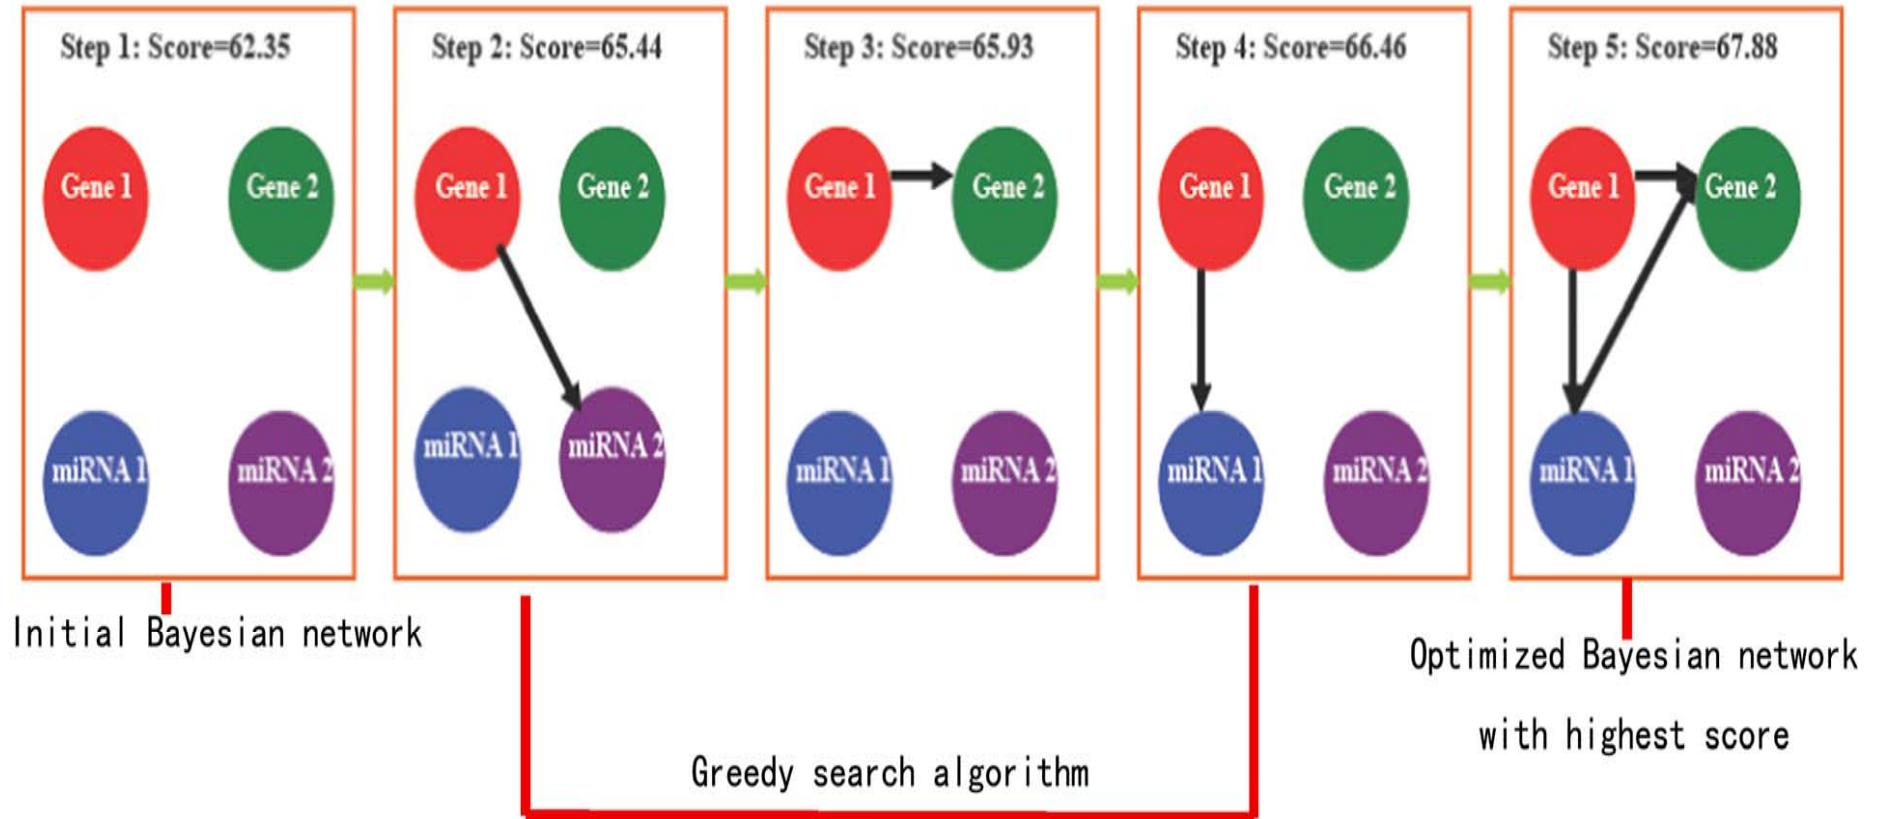 Step 1: Score=62.35
Gene 1
Gene 2
miRNA 1
miRNA 2
Step 2: Score=65.44
Gene 1
Gene 2
miRNA 1
miRNA 2
Step 3: Score=65.93
Gene 1
Gene 2
miRNA 1
miRNA 2
Step 4: Score=66.46
Gene 1
Gene 2
miRNA 1
miRNA 2
Step 5: Score=67.88
Gene 1
Gene 2
miRNA 1
miRNA 2
Initial Bayesian network
Greedy search algorithm
Optimized Bayesian network
with highest score